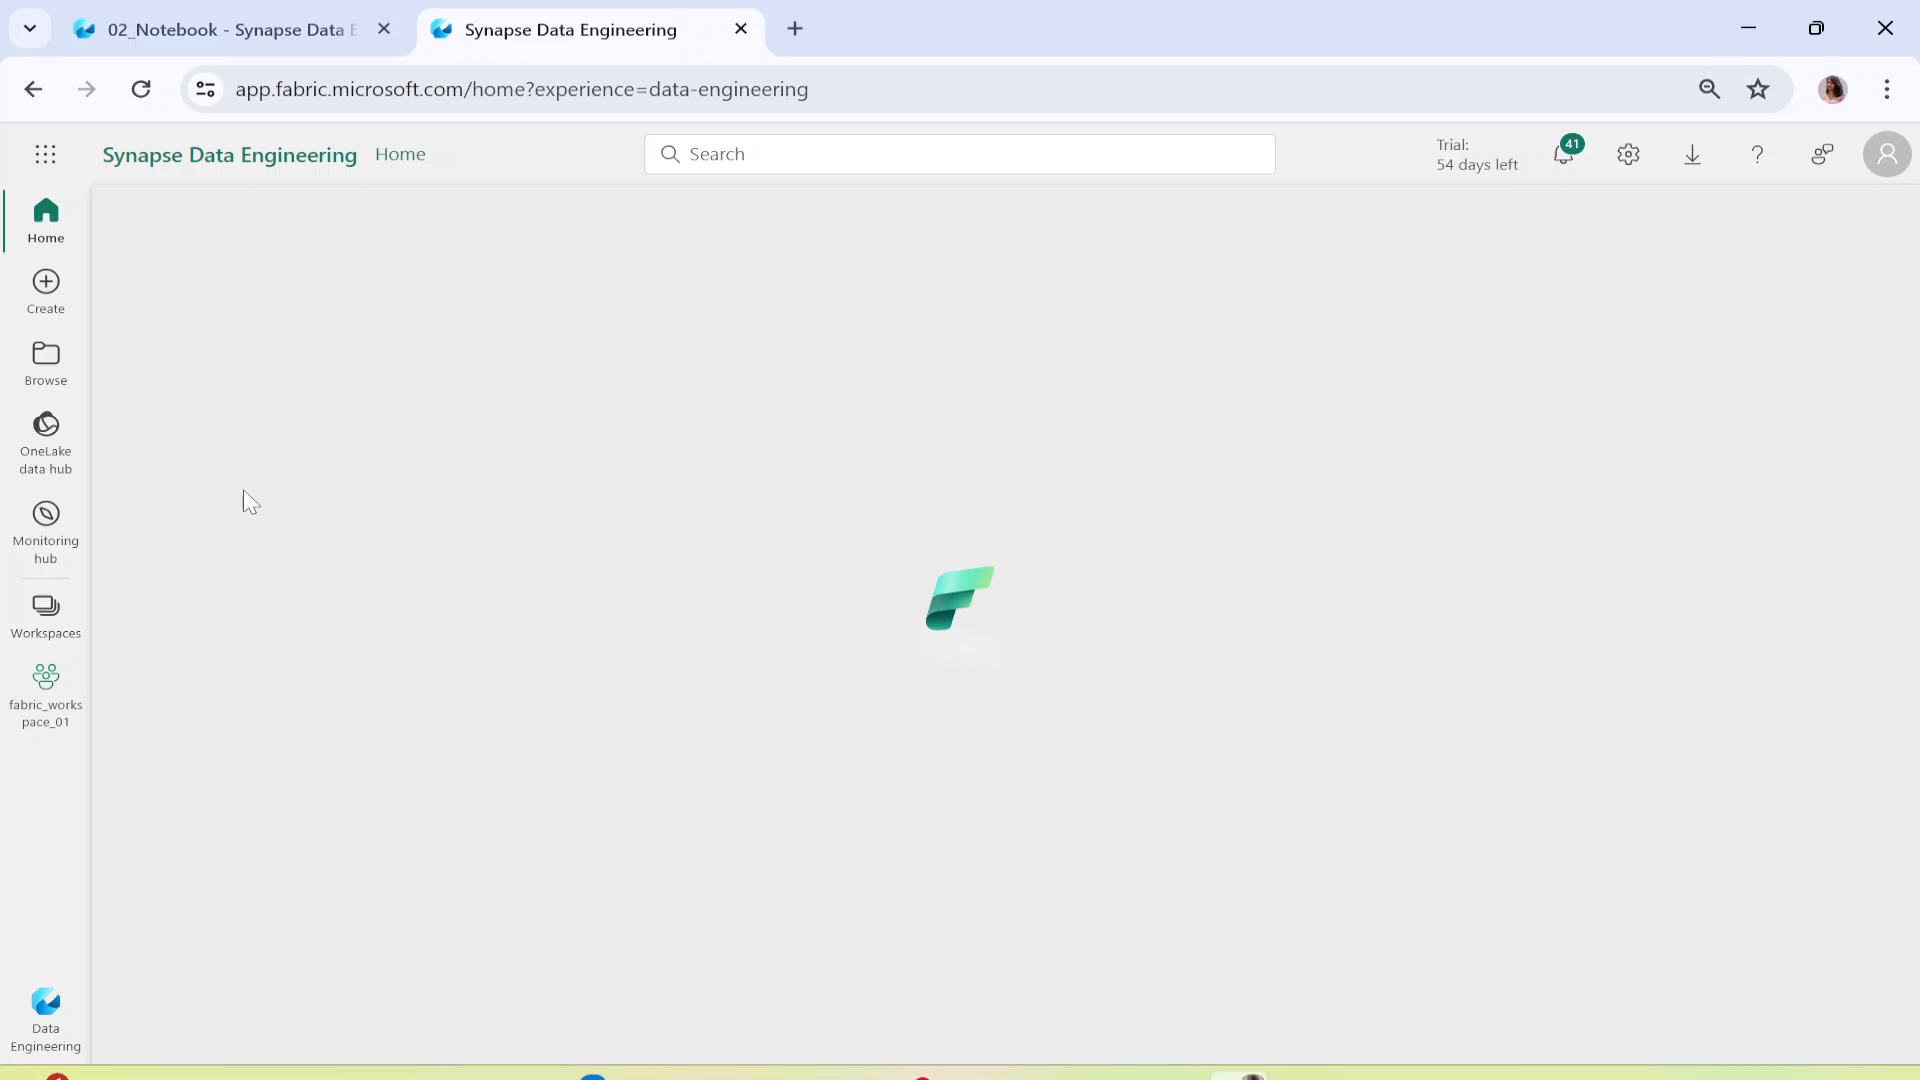 02_Notebook - Synapse Data E
Synapse Data Engineering
app.fabric.microsoft.com/home?experience=data-engineering
Synapse Data Engineering Home
Search
Trial:
54 days left
41
Home
Create
Browse
OneLake
data hub
Monitoring
hub
Workspaces
fabric_works
pace_01
Data
Engineering